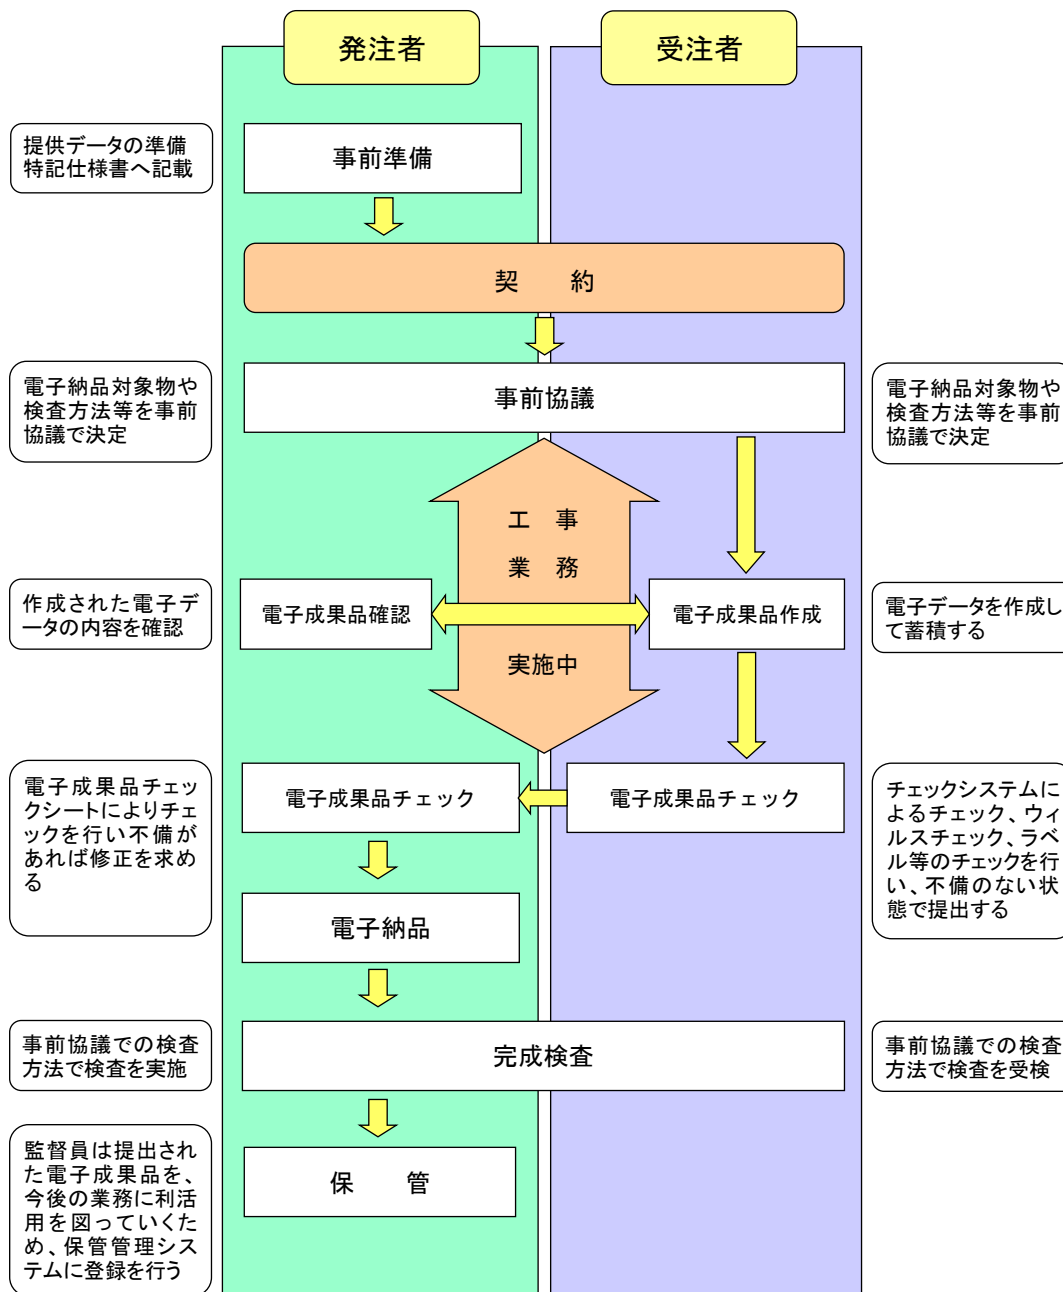 発注者
受注者
提供データの準備
特記仕様書へ記載
事前準備
契　　約
電子納品対象物や
検査方法等を事前
協議で決定
事前協議
電子納品対象物や
検査方法等を事前
協議で決定
工　事
業　務
作成された電子デ
ータの内容を確認
電子成果品確認
電子成果品作成
電子データを作成し
て蓄積する
実施中
電子成果品チェッ
クシートによりチェ
ックを行い不備が
あれば修正を求め
る
電子成果品チェック
電子成果品チェック
チェックシステムに
よるチェック、ウィ
ルスチェック、ラベ
ル等のチェックを行
い、不備のない状
態で提出する
電子納品
事前協議での検査
方法で検査を実施
完成検査
事前協議での検査
方法で検査を受検
監督員は提出され
た電子成果品を、
今後の業務に利活
用を図っていくた
め、保管管理シス
テムに登録を行う
保　　管